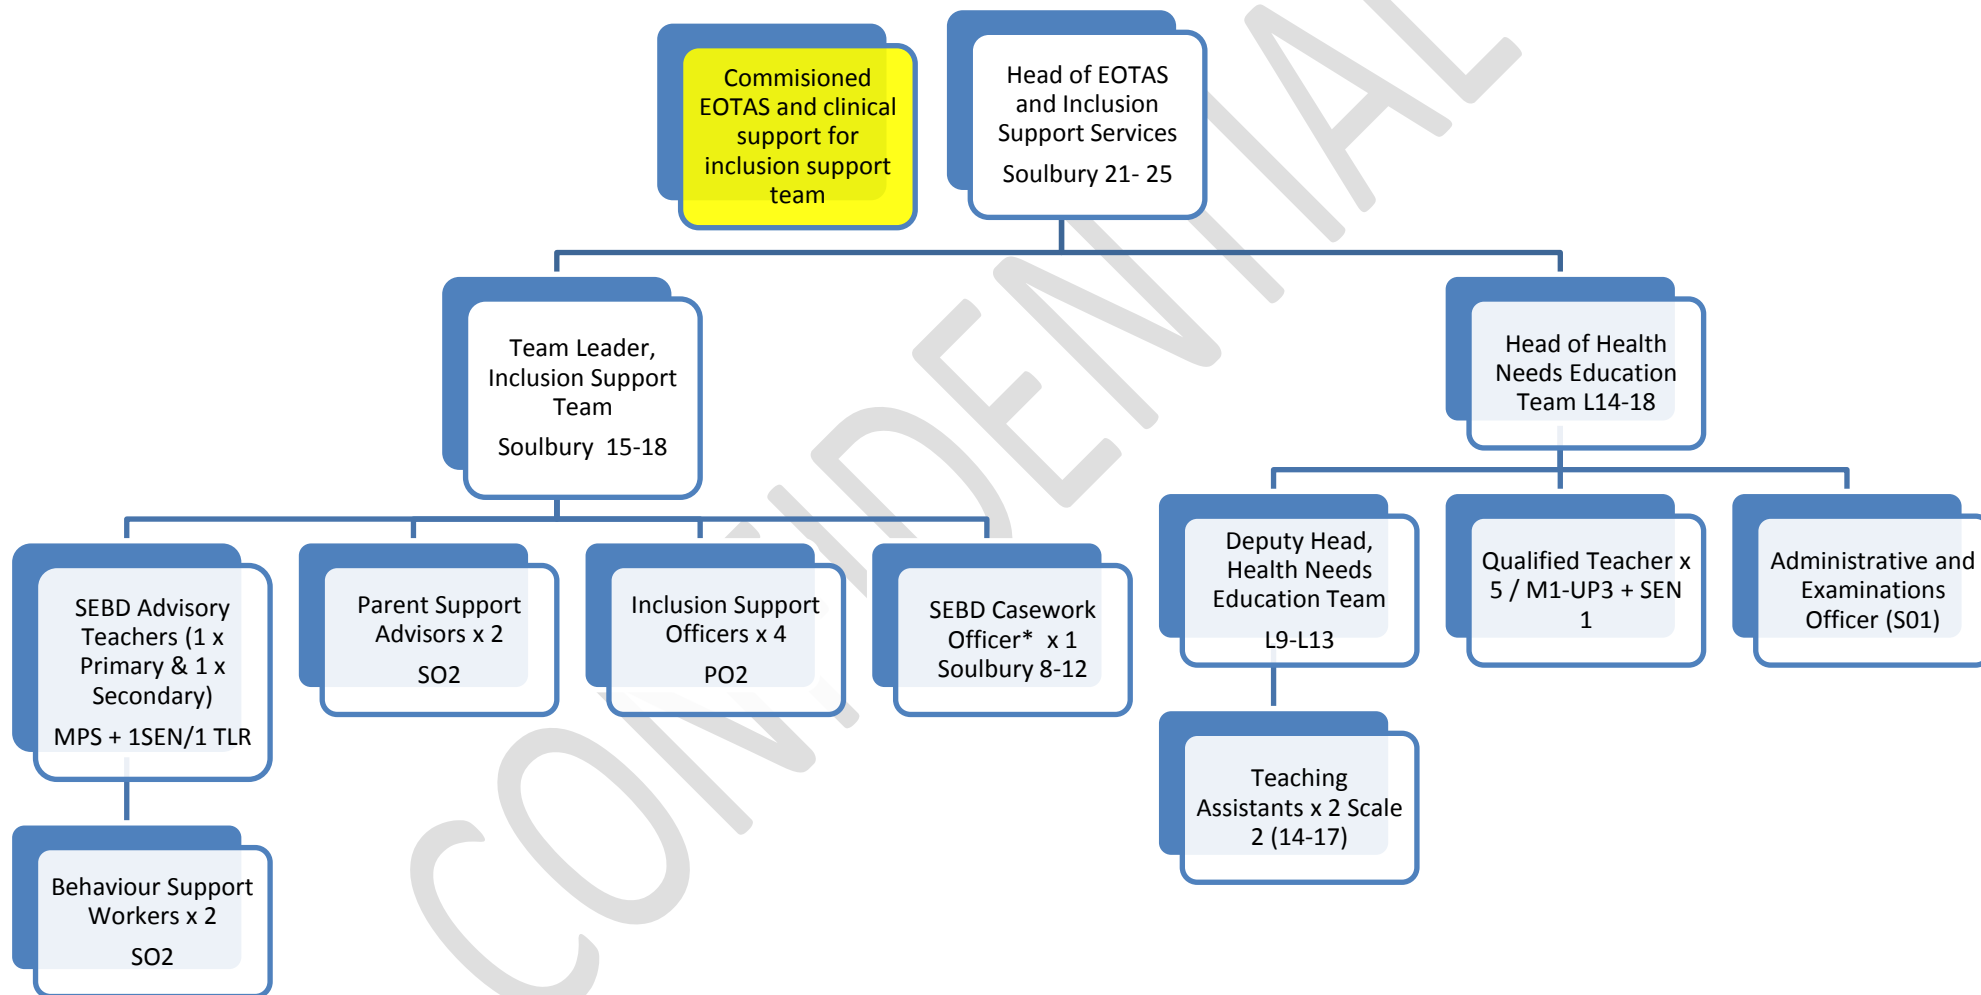 Commisioned
EOTAS and clinical
support for
inclusion support
team
Head of EOTAS
and Inclusion
Support Services
Soulbury 21- 25
Team Leader,
Inclusion Support
Team
Soulbury  15-18
Head of Health
Needs Education
Team L14-18
SEBD Advisory
Teachers (1 x
Primary & 1 x
Secondary)
MPS + 1SEN/1 TLR
Parent Support
Advisors x 2
SO2
Inclusion Support
Officers x 4
PO2
SEBD Casework
Officer*  x 1
Soulbury 8-12
Deputy Head,
Health Needs
Education Team
L9-L13
Qualified Teacher x
5 / M1-UP3 + SEN
1
Administrative and
Examinations
Officer (S01)
Behaviour Support
Workers x 2
SO2
Teaching
Assistants x 2 Scale
2 (14-17)
CONFIDENTIAL